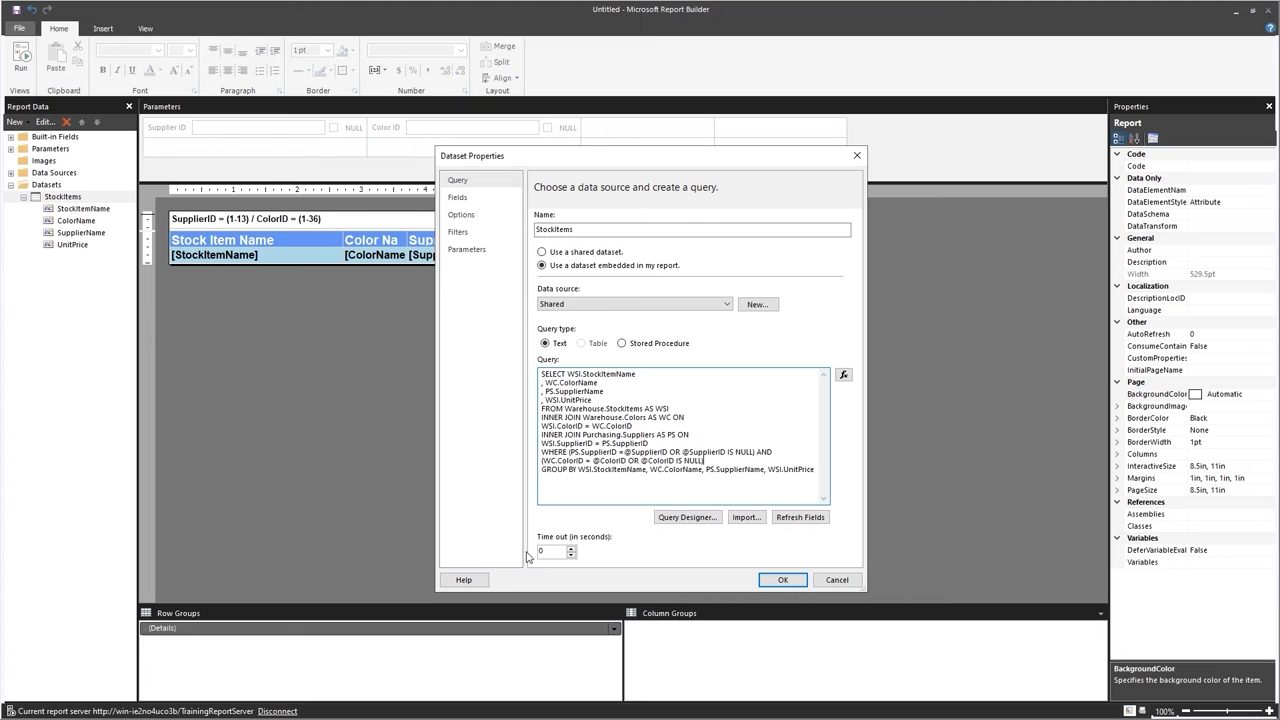 Untitled - Microsoft Report Builder
File Home Insert View
Run
Paste
1 pt
Merge
Split
Align
Views Clipboard Font Paragraph Border Number Layout
Report Data
New Edit...
Built-in Fields
Parameters
Images
Data Sources
Datasets
StockItems
StockItemName
ColorName
SupplierName
UnitPrice
Parameters
Supplier ID NULL Color ID NULL
SupplierID = (1-13) / ColorID = (1-36)
Stock Item Name Color Na Sup
[StockItemName] [ColorName [Sup
Dataset Properties
Query
Fields
Options
Filters
Parameters
Choose a data source and create a query.
Name:
StockItems
Use a shared dataset.
Use a dataset embedded in my report.
Data source:
Shared New...
Query type:
Text Table Stored Procedure
Query:
SELECT WSI.StockItemName
, WC.ColorName
, PS.SupplierName
, WSI.UnitPrice
FROM Warehouse.StockItems AS WSI
INNER JOIN Warehouse.Colors AS WC ON
WSI.ColorID = WC.ColorID
INNER JOIN Purchasing.Suppliers AS PS ON
WSI.SupplierID = PS.SupplierID
WHERE (PS.SupplierID =@SupplierID OR @SupplierID IS NULL) AND
(WC.ColorID = @ColorID OR @ColorID IS NULL)
GROUP BY WSI.StockItemName, WC.ColorName, PS.SupplierName, WSI.UnitPrice
fx
Query Designer... Import... Refresh Fields
Time out (in seconds):
0
Help OK Cancel
Row Groups
(Details)
Column Groups
Properties
Report
Code
Code
Data Only
DataElementNam
DataElementStyle Attribute
DataSchema
DataTransform
General
Author
Description
Width 529.5pt
Localization
DescriptionLocID
Language
Other
AutoRefresh 0
ConsumeContain False
CustomProperties
InitialPageName
Page
BackgroundColor Automatic
BackgroundImag
BorderColor Black
BorderStyle None
BorderWidth 1pt
Columns
InteractiveSize 8.5in, 11in
Margins 1in, 1in, 1in, 1in
PageSize 8.5in, 11in
References
Assemblies
Classes
Variables
DeferVariableEval False
Variables
BackgroundColor
Specifies the background color of the item.
Current report server http://win-ie2no4uco3b/TrainingReportServer Disconnect
100%